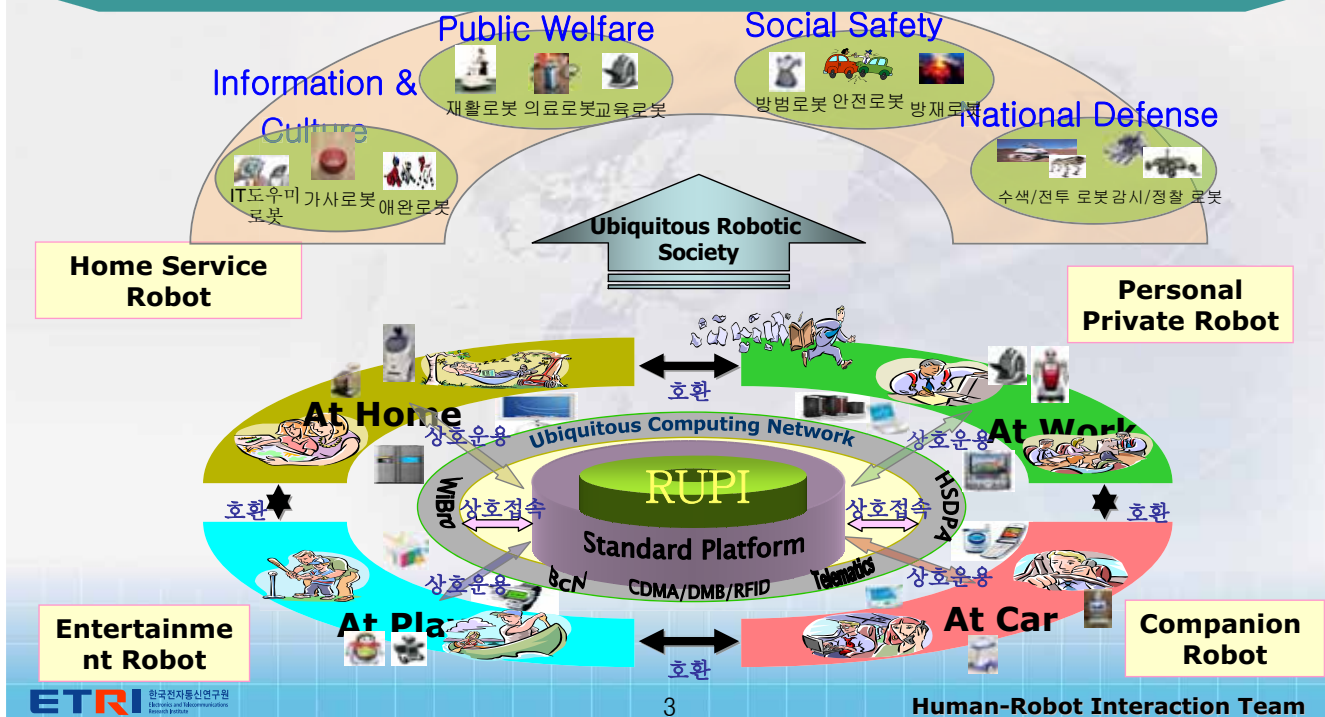 Public Welfare
Social Safety
재활로봇 의료로봇 교육로봇
방범로봇 안전로봇 방재로봇
Information &
Culture
IT도우미
로봇
가사로봇
애완로봇
National Defense
수색/전투 로봇 감시/정찰 로봇
Ubiquitous Robotic
Society
Home Service
Robot
Personal
Private Robot
호환
At Home
At Work
상호운용
Ubiquitous Computing Network
상호운용
RUPI
WiBro
상호접속
상호접속
HSDPA
호환
호환
Standard Platform
상호운용
BcN
CDMA/DMB/RFID
Telematics
상호운용
At Play
At Car
호환
Entertainme
nt Robot
Companion
Robot
ETRI
한국전자통신연구원
Electronics and Telecommunications
Research Institute
3
Human-Robot Interaction Team